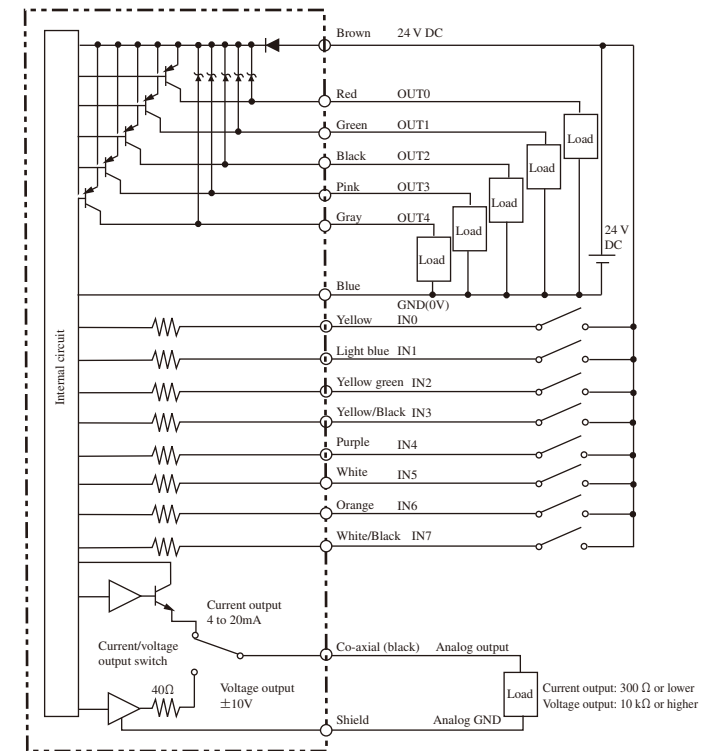 Brown 24 V DC
Red OUT0
Load
Green OUT1
Load
Black OUT2
Load
Pink OUT3
Load
Gray OUT4
Load
24 V
DC
Blue
GND(0V)
Internal circuit
Yellow IN0
Light blue IN1
Yellow green IN2
Yellow/Black IN3
Purple IN4
White IN5
Orange IN6
White/Black IN7
Current output
4 to 20mA
Current/voltage
output switch
Co-axial (black) Analog output
40Ω
Voltage output
±10V
Load
Current output: 300 Ω or lower
Voltage output: 10 kΩ or higher
Shield Analog GND